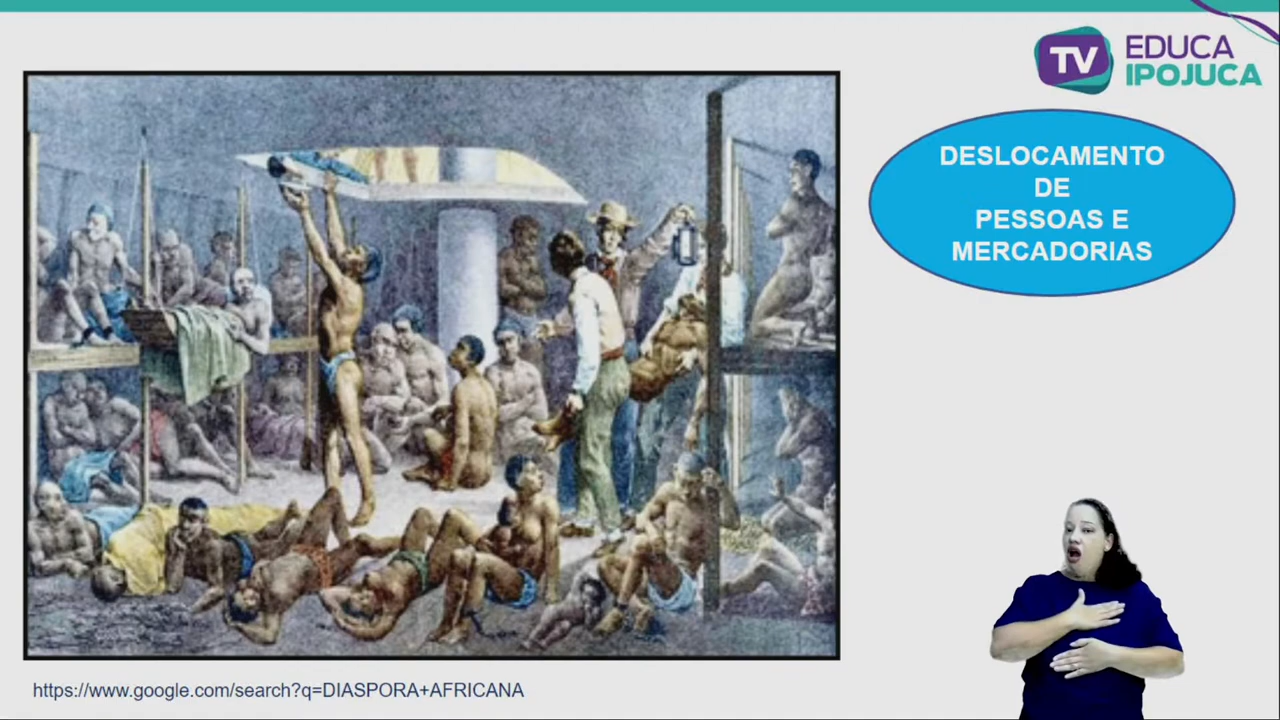 TV EDUCA
IPOJUCA
DESLOCAMENTO
DE
PESSOAS E
MERCADORIAS
https://www.google.com/search?q=DIASPORA+AFRICANA